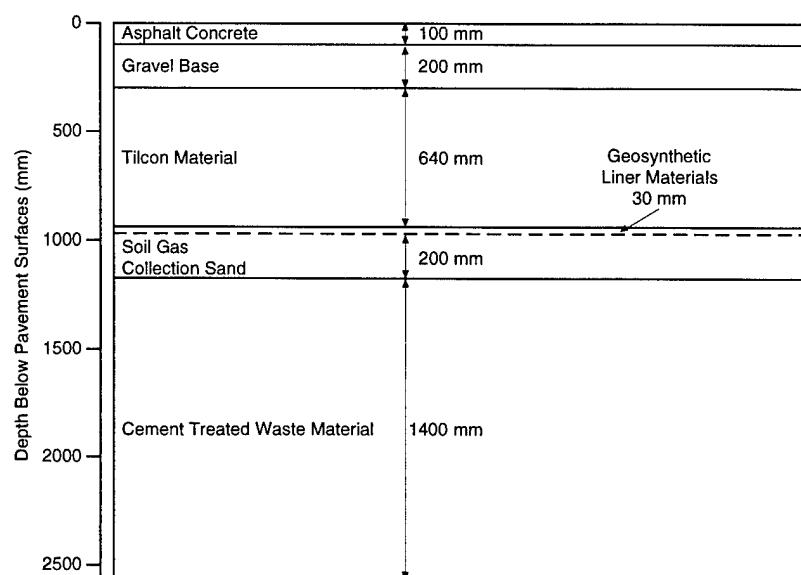 0
Asphalt Concrete
100 mm
Gravel Base
200 mm
500
Tilcon Material
640 mm
Geosynthetic
Liner Materials
30 mm
1000
Soil Gas
Collection Sand
200 mm
1500
Cement Treated Waste Material
1400 mm
2000
2500
Depth Below Pavement Surfaces (mm)